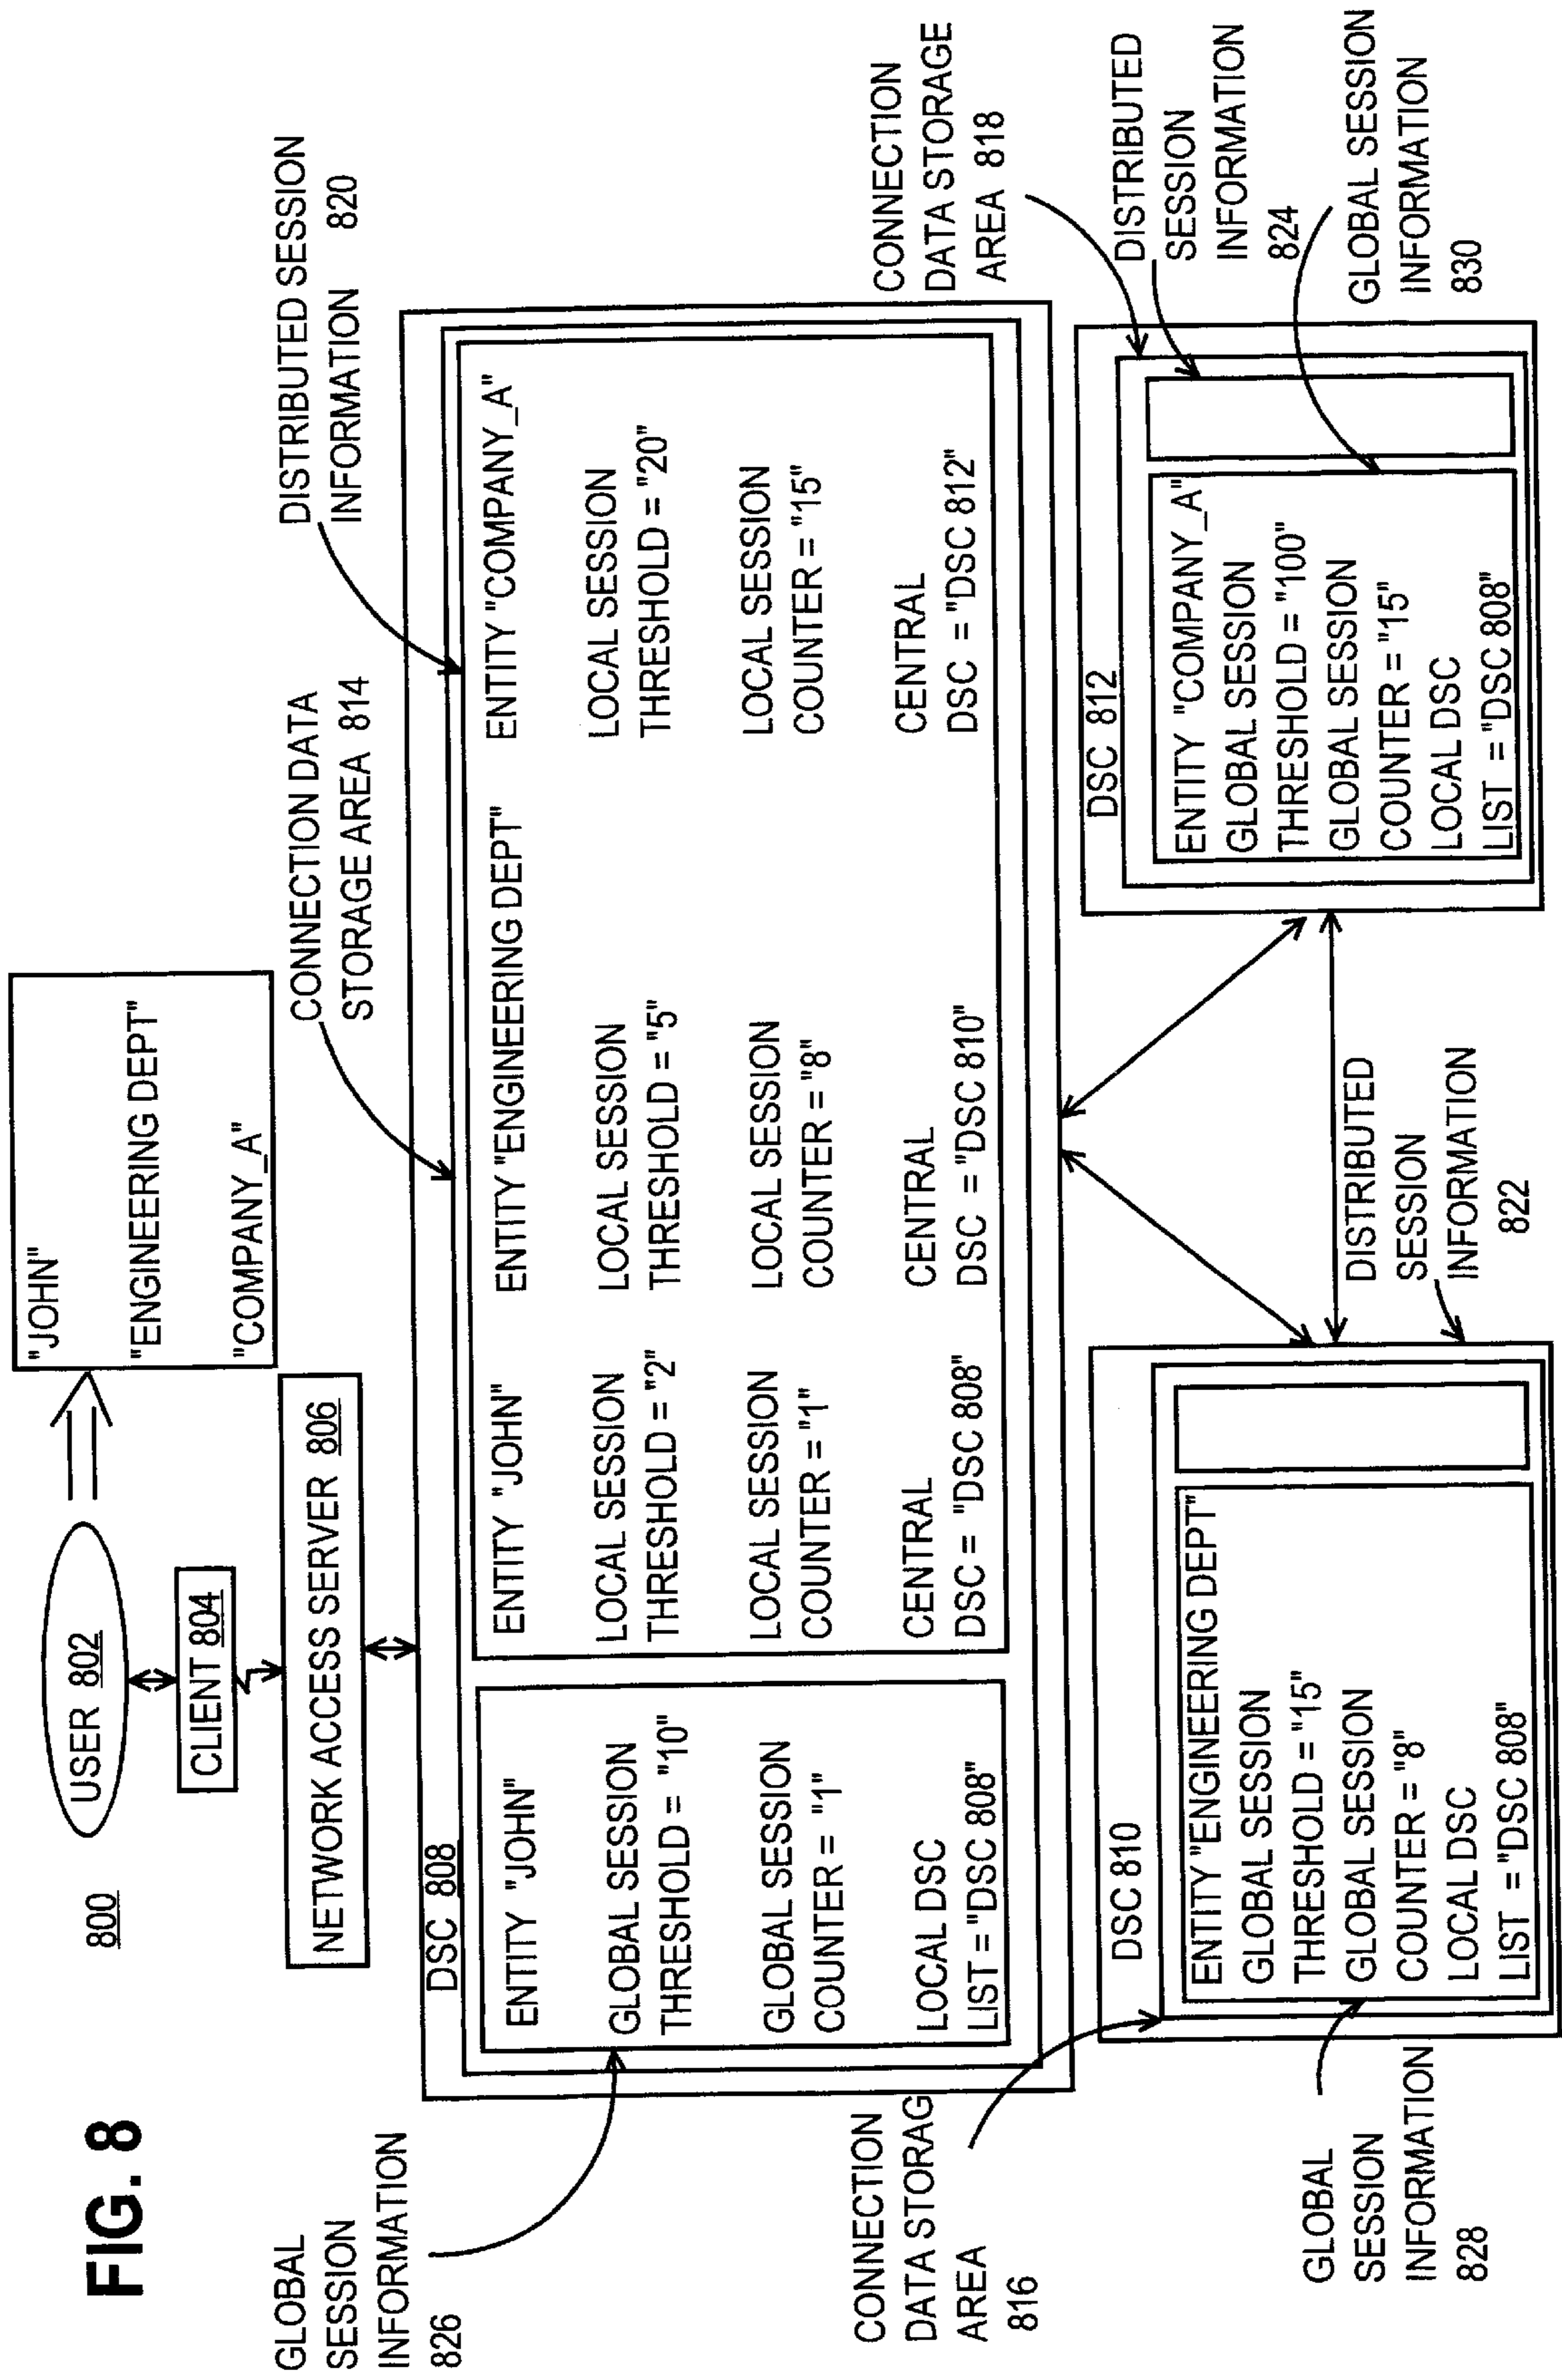 FIG. 8
800
USER 802
CLIENT 804
NETWORK ACCESS SERVER 806
"JOHN"
"ENGINEERING DEPT"
"COMPANY_A"
GLOBAL
SESSION
INFORMATION
826
CONNECTION DATA
STORAGE AREA 814
DISTRIBUTED SESSION
INFORMATION 820
DSC 808
ENTITY "JOHN"
GLOBAL SESSION
THRESHOLD = "10"
GLOBAL SESSION
COUNTER = "1"
LOCAL DSC
LIST = "DSC 808"
ENTITY "JOHN"
LOCAL SESSION
THRESHOLD = "2"
LOCAL SESSION
COUNTER = "1"
CENTRAL
DSC = "DSC 808"
ENTITY "ENGINEERING DEPT"
LOCAL SESSION
THRESHOLD = "5"
LOCAL SESSION
COUNTER = "8"
CENTRAL
DSC = "DSC 810"
ENTITY "COMPANY_A"
LOCAL SESSION
THRESHOLD = "20"
LOCAL SESSION
COUNTER = "15"
CENTRAL
DSC = "DSC 812"
CONNECTION
DATA STORAG
AREA
816
DSC 810
ENTITY "ENGINEERING DEPT"
GLOBAL SESSION
THRESHOLD = "15"
GLOBAL SESSION
COUNTER = "8"
LOCAL DSC
LIST = "DSC 808"
GLOBAL
SESSION
INFORMATION
828
DISTRIBUTED
SESSION
INFORMATION
822
DSC 812
ENTITY "COMPANY_A"
GLOBAL SESSION
THRESHOLD = "100"
GLOBAL SESSION
COUNTER = "15"
LOCAL DSC
LIST = "DSC 808"
CONNECTION
DATA STORAGE
AREA 818
DISTRIBUTED
SESSION
INFORMATION
824
GLOBAL SESSION
INFORMATION
830